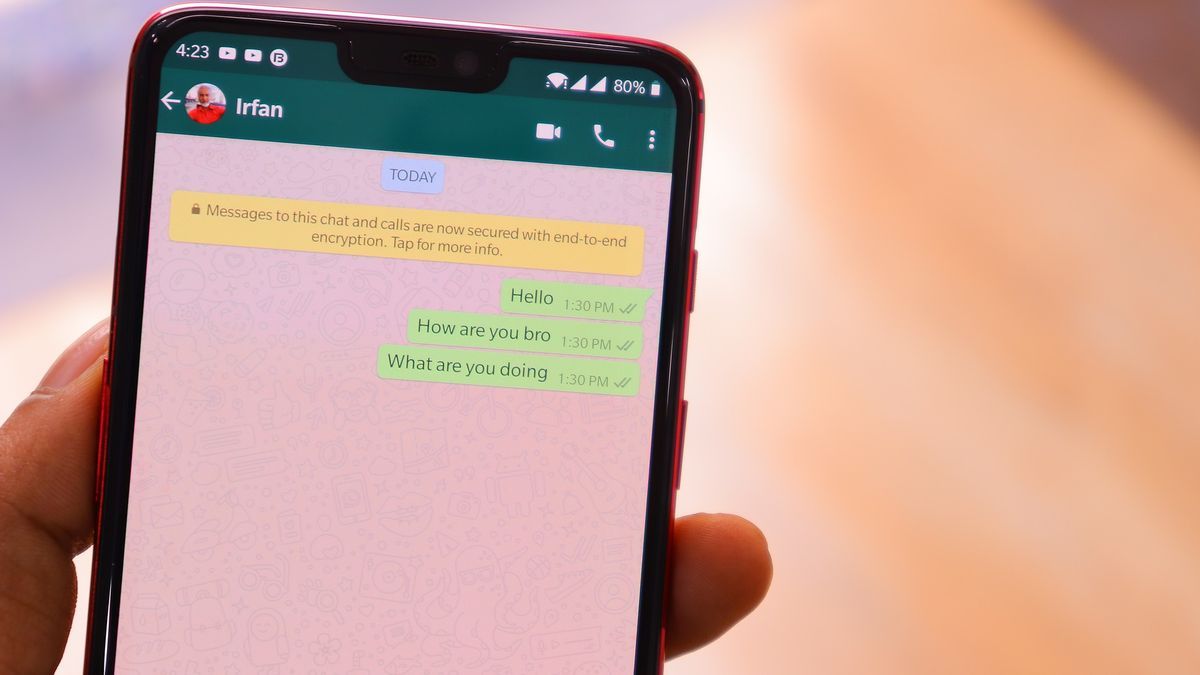 4:23 80%
Irfan
TODAY
Messages to this chat and calls are now secured with end-to-end
encryption. Tap for more info.
Hello 1:30 PM
How are you bro 1:30 PM
What are you doing 1:30 PM